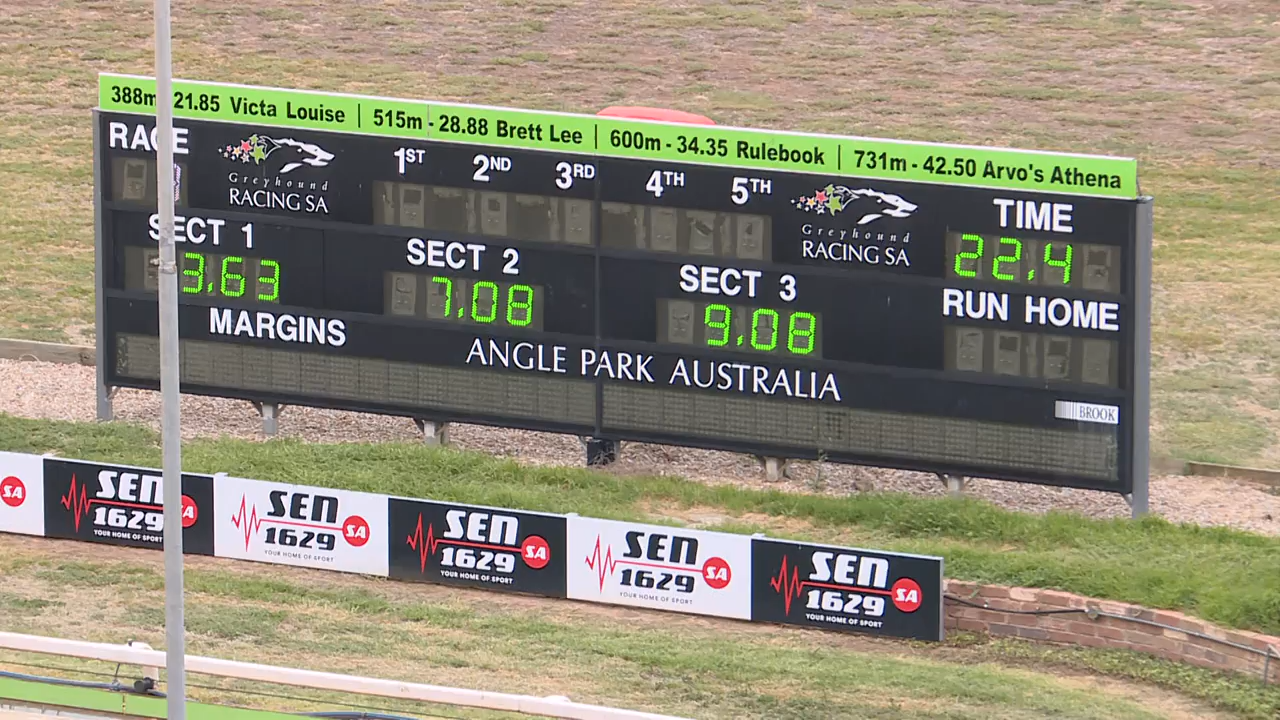 388m 21.85 Victa Louise | 515m - 28.88 Brett Lee | 600m - 34.35 Rulebook | 731m - 42.50 Arvo's Athena
RACE
Greyhound
RACING SA
1ST 2ND 3RD 4TH 5TH
Greyhound
RACING SA
TIME
22.4
SECT 1
3.63
SECT 2
7.08
SECT 3
9.08
RUN HOME
MARGINS
ANGLE PARK AUSTRALIA
BROOK
SA
SEN
1629 SA
YOUR HOME OF SPORT
SEN
1629 SA
YOUR HOME OF SPORT
SEN
1629 SA
YOUR HOME OF SPORT
SEN
1629 SA
YOUR HOME OF SPORT
SEN
1629 SA
YOUR HOME OF SPORT